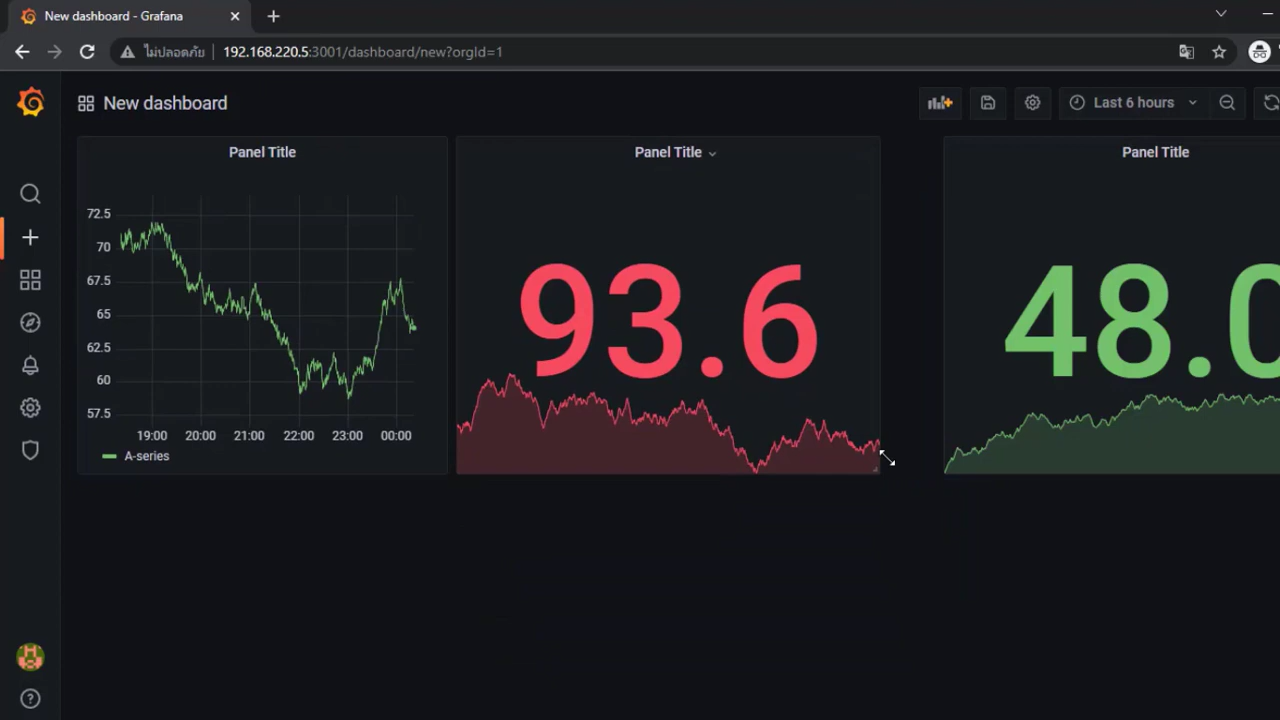 New dashboard - Grafana
ไม่ปลอดภัย
192.168.220.5:3001/dashboard/new?orgId=1
New dashboard
Last 6 hours
Panel Title
72.5
70
67.5
65
62.5
60
57.5
19:00 20:00 21:00 22:00 23:00 00:00
A-series
Panel Title
93.6
Panel Title
48.0